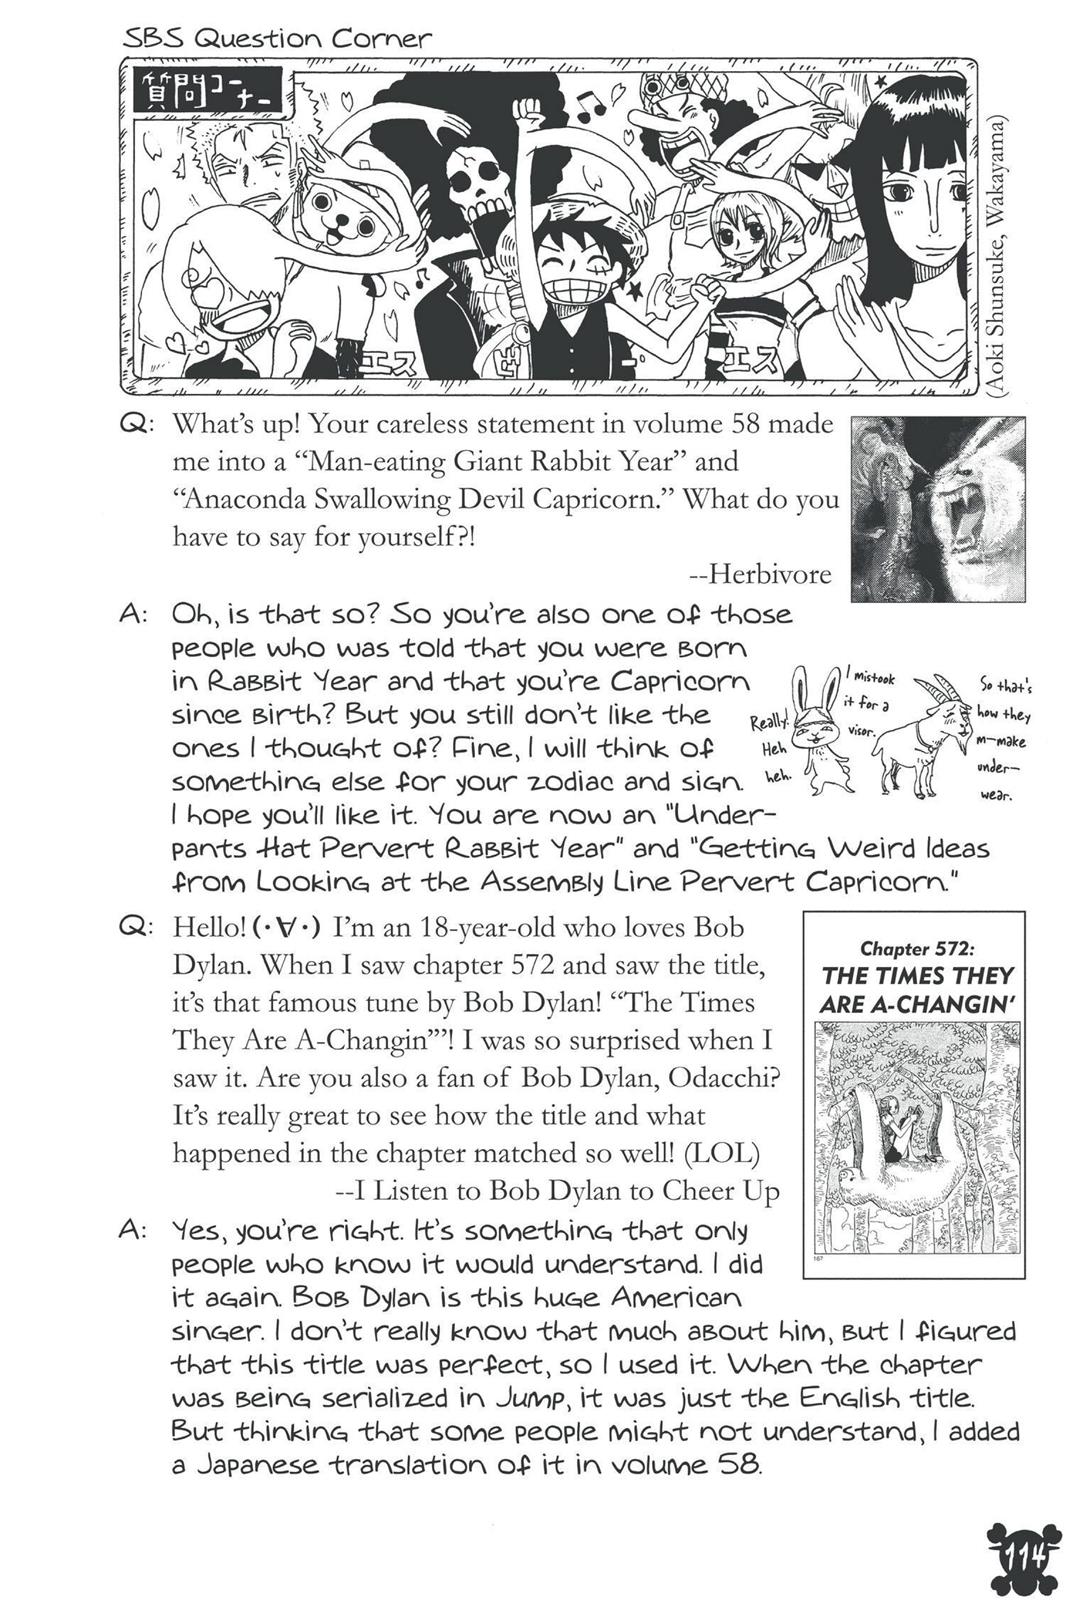 SBS Question Corner
質問コーナー
エス
ビ
ー
エス
(Aoki Shunsuke, Wakayama)
Q: What's up! Your careless statement in volume 58 made
me into a “Man-eating Giant Rabbit Year” and
“Anaconda Swallowing Devil Capricorn.” What do you
have to say for yourself?!
--Herbivore
A: Oh, is that so? So you're also one of those
people who was told that you were born
in Rabbit Year and that you're Capricorn
since birth? But you still don't like the
ones I thought of? Fine, I will think of
something else for your zodiac and sign.
I hope you'll like it. You are now an "Under-
pants Hat Pervert Rabbit Year" and "Getting Weird Ideas
from Looking at the Assembly Line Pervert Capricorn."
Really!
Heh
heh.
I mistook
it for a
visor.
So that's
how they
m—make
under—
wear.
Q: Hello! (･∀･) I'm an 18-year-old who loves Bob
Dylan. When I saw chapter 572 and saw the title,
it's that famous tune by Bob Dylan! “The Times
They Are A-Changin'”! I was so surprised when I
saw it. Are you also a fan of Bob Dylan, Odacchi?
It's really great to see how the title and what
happened in the chapter matched so well! (LOL)
--I Listen to Bob Dylan to Cheer Up
Chapter 572:
THE TIMES THEY
ARE A-CHANGIN'
167
A: Yes, you're right. It's something that only
people who know it would understand. I did
it again. Bob Dylan is this huge American
singer. I don't really know that much about him, but I figured
that this title was perfect, so I used it. When the chapter
was being serialized in Jump, it was just the English title.
But thinking that some people might not understand, I added
a Japanese translation of it in volume 58.
114